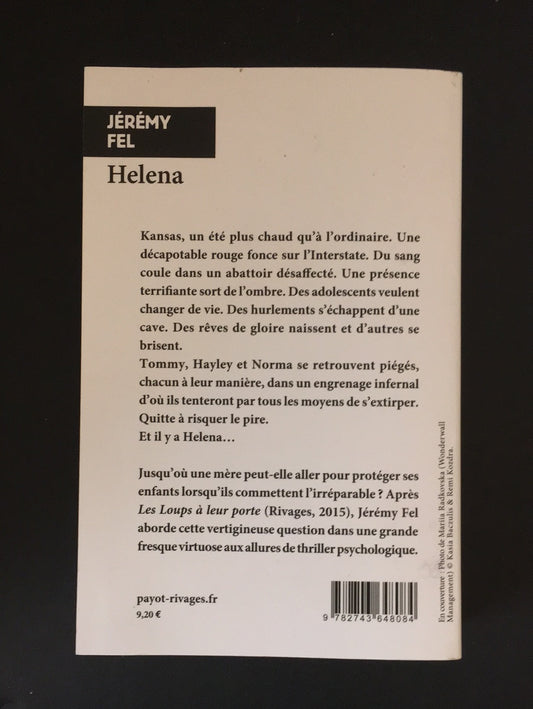 JÉRÉMY
FEL
Helena
Kansas, un été plus chaud qu'à l'ordinaire. Une
décapotable rouge fonce sur l'Interstate. Du sang
coule dans un abattoir désaffecté. Une présence
terrifiante sort de l'ombre. Des adolescents veulent
changer de vie. Des hurlements s'échappent d'une
cave. Des rêves de gloire naissent et d'autres se
brisent.
Tommy, Hayley et Norma se retrouvent piégés,
chacun à leur manière, dans un engrenage infernal
d'où ils tenteront par tous les moyens de s'extirper.
Quitte à risquer le pire.
Et il y a Helena…
Jusqu'où une mère peut-elle aller pour protéger ses
enfants lorsqu'ils commettent l'irréparable ? Après
Les Loups à leur porte (Rivages, 2015), Jérémy Fel
aborde cette vertigineuse question dans une grande
fresque virtuose aux allures de thriller psychologique.
payot-rivages.fr
9,20 €
9 782743 648084
En couverture : Photo de Mariia Radkovska (Wonderwall
Management) © Kasia Baczulis & Remi Kozdra.